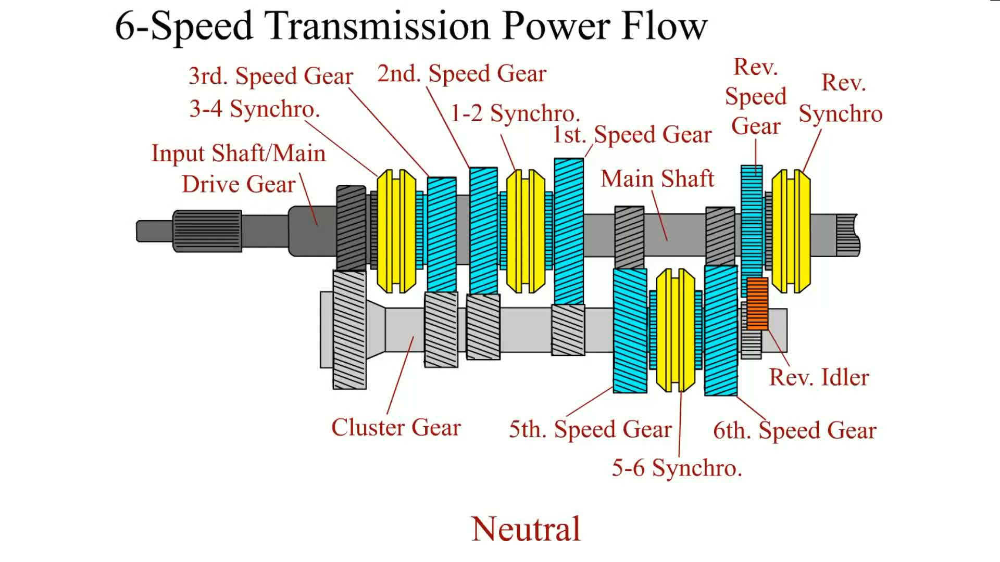 6-Speed Transmission Power Flow
3rd. Speed Gear
2nd. Speed Gear
Rev.
Speed
Gear
Rev.
Synchro
3-4 Synchro.
1-2 Synchro.
1st. Speed Gear
Input Shaft/Main
Drive Gear
Main Shaft
Rev. Idler
Cluster Gear
5th. Speed Gear
6th. Speed Gear
5-6 Synchro.
Neutral